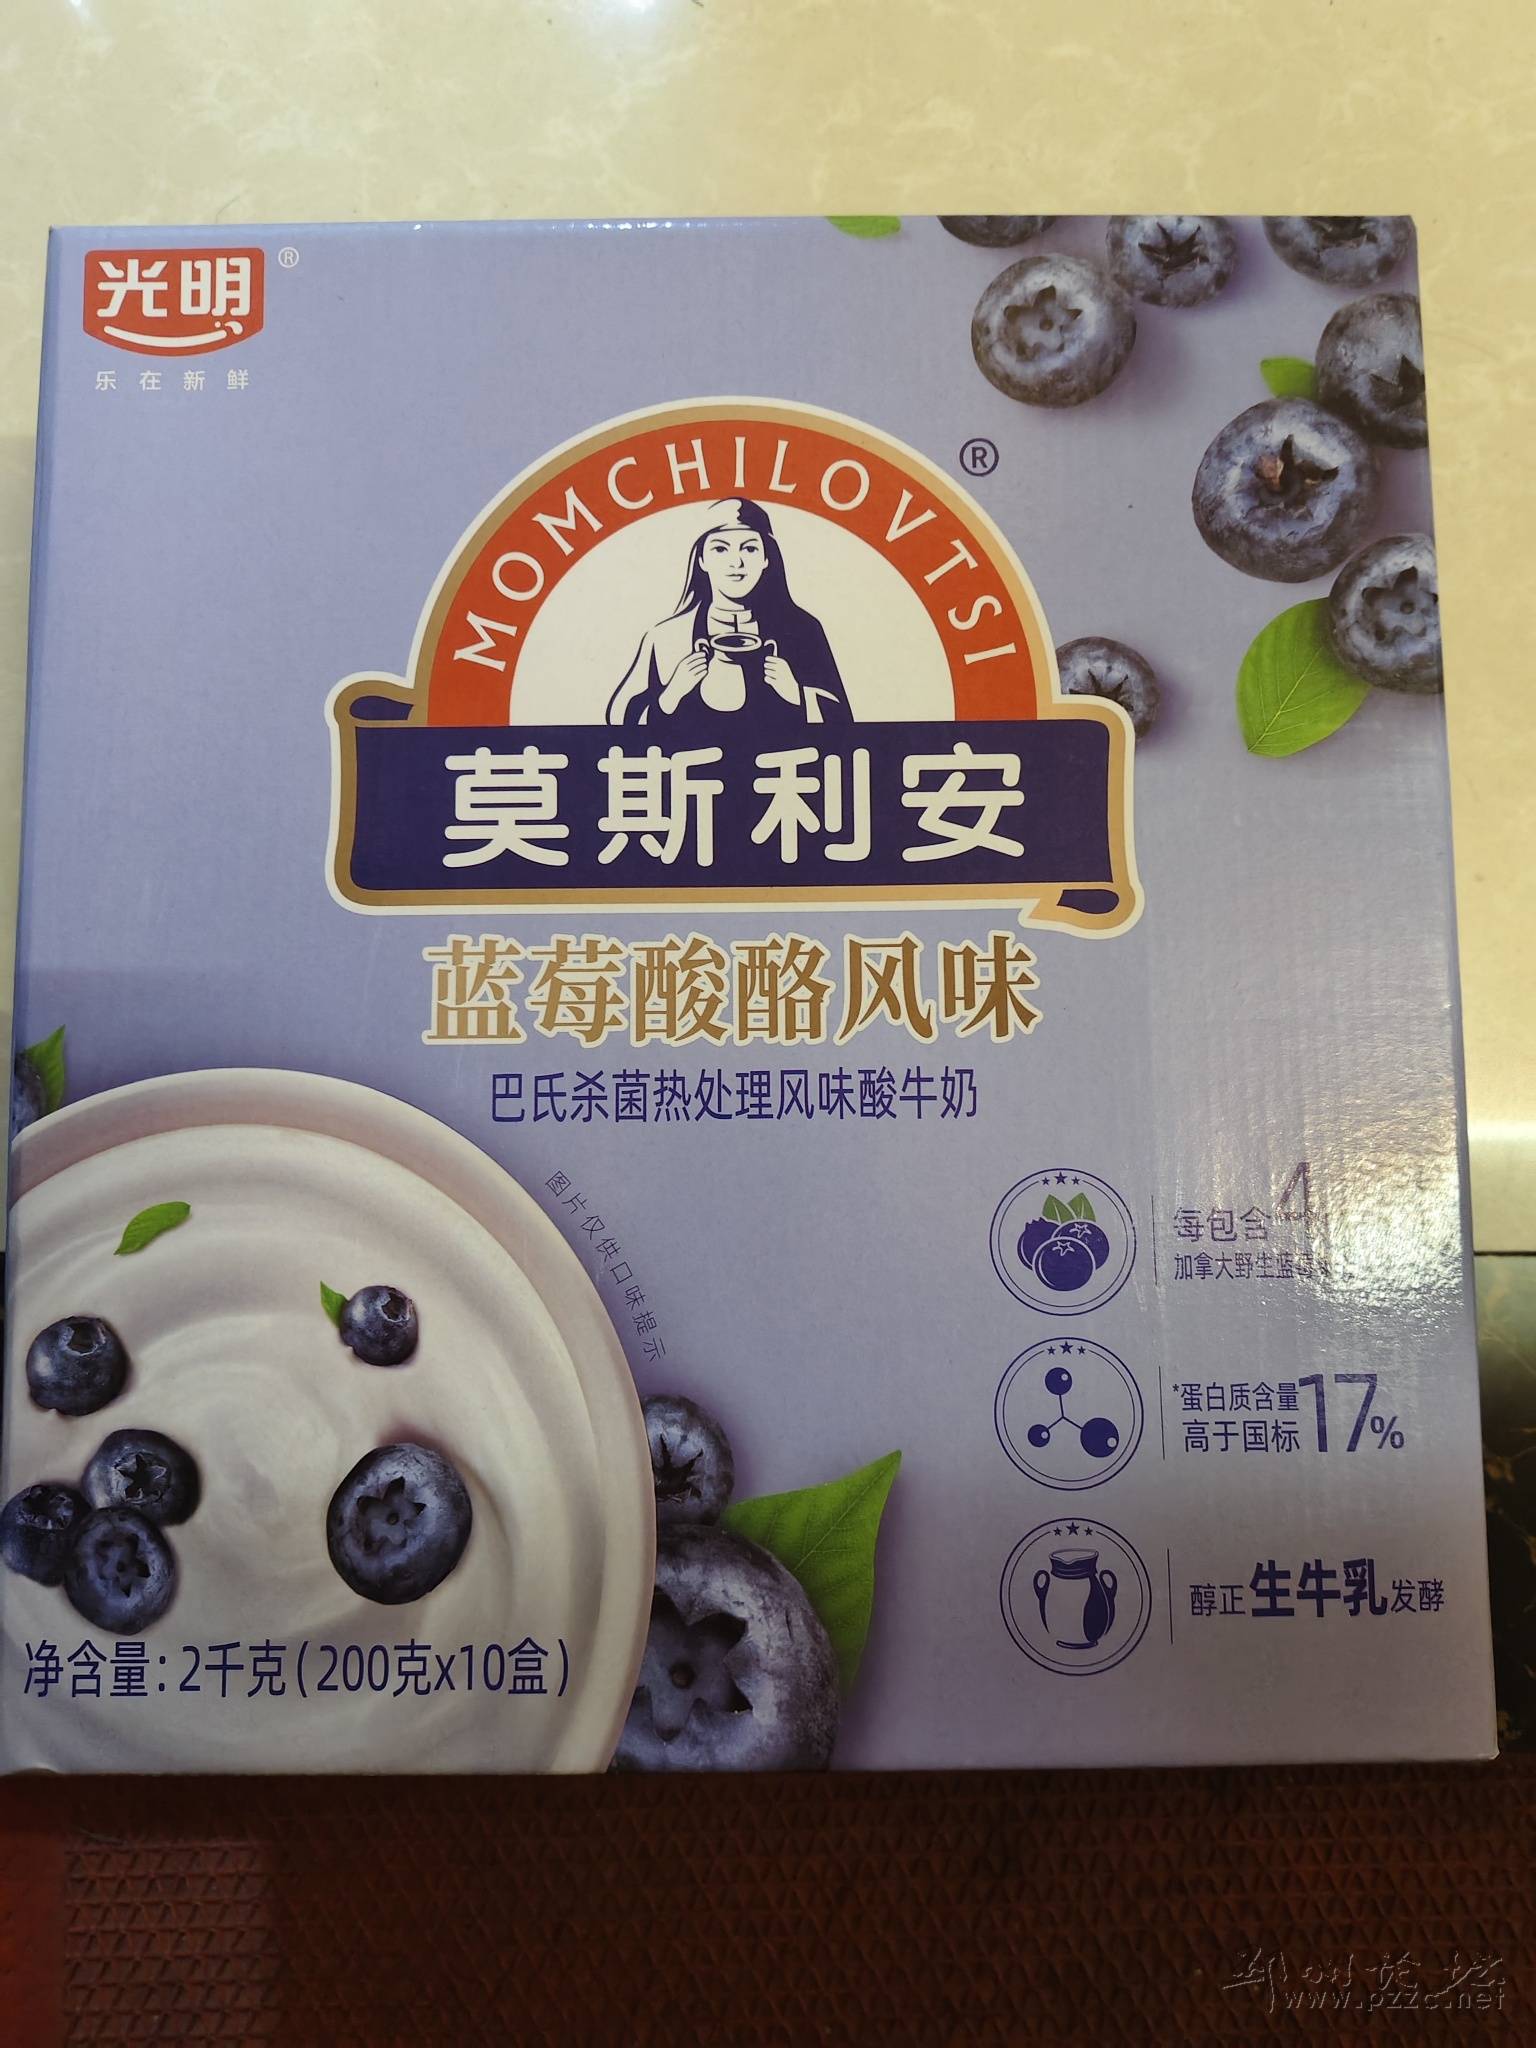 光明®
乐在新鲜
MOMCHILOVTSI
®
莫斯利安
蓝莓酸酪风味
巴氏杀菌热处理风味酸牛奶
图片仅供口味提示
每包含4
加拿大野生蓝莓
*蛋白质含量
高于国标17%
醇正生牛乳发酵
净含量:2千克(200克x10盒)
www.pzzc.net